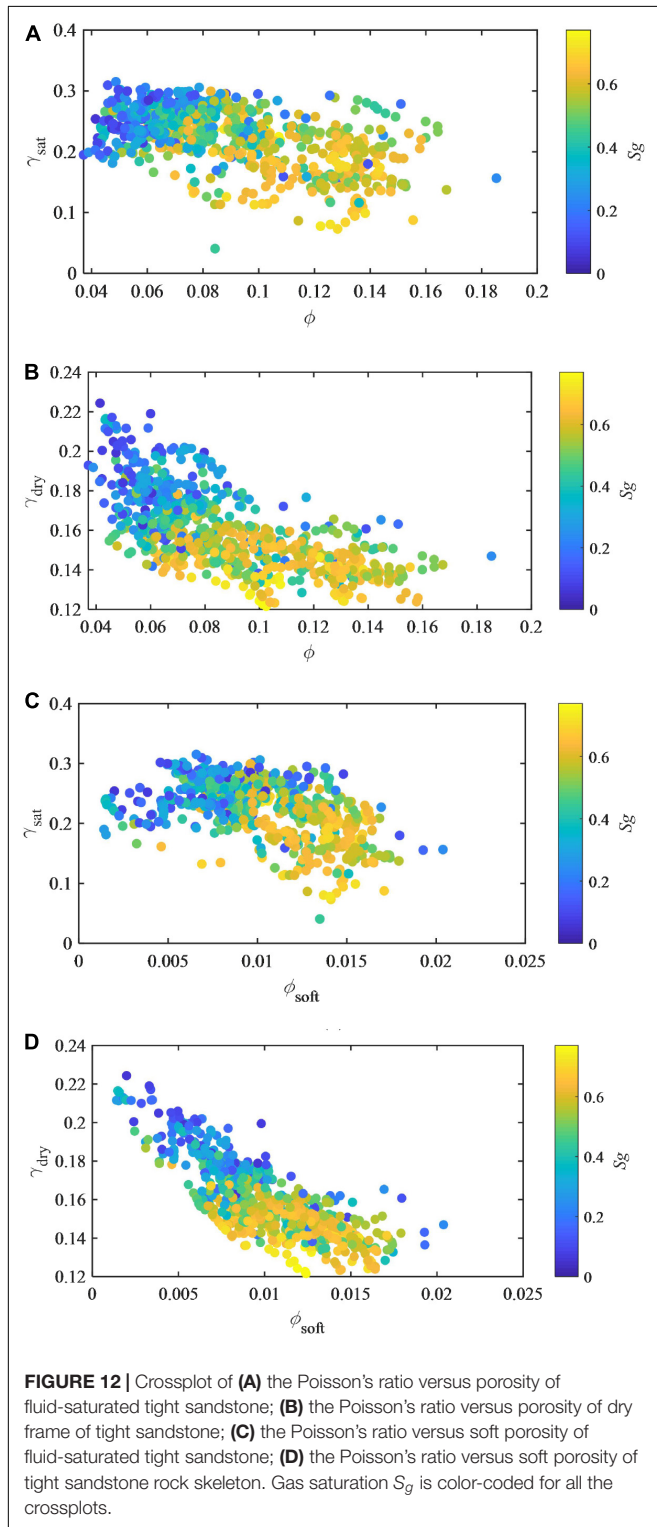 A
0.4
0.3
0.2
0.1
0
γsat
0.04 0.06 0.08 0.1 0.12 0.14 0.16 0.18 0.2
ϕ
0.6
0.4
0.2
0
Sg
B
0.24
0.22
0.2
0.18
0.16
0.14
0.12
γdry
0.04 0.06 0.08 0.1 0.12 0.14 0.16 0.18 0.2
ϕ
0.6
0.4
0.2
0
Sg
C
0.4
0.3
0.2
0.1
0
γsat
0 0.005 0.01 0.015 0.02 0.025
ϕsoft
0.6
0.4
0.2
0
Sg
D
0.24
0.22
0.2
0.18
0.16
0.14
0.12
γdry
0 0.005 0.01 0.015 0.02 0.025
ϕsoft
0.6
0.4
0.2
0
Sg
FIGURE 12 | Crossplot of (A) the Poisson's ratio versus porosity of
fluid-saturated tight sandstone; (B) the Poisson's ratio versus porosity of dry
frame of tight sandstone; (C) the Poisson's ratio versus soft porosity of
fluid-saturated tight sandstone; (D) the Poisson's ratio versus soft porosity of
tight sandstone rock skeleton. Gas saturation Sg is color-coded for all the
crossplots.